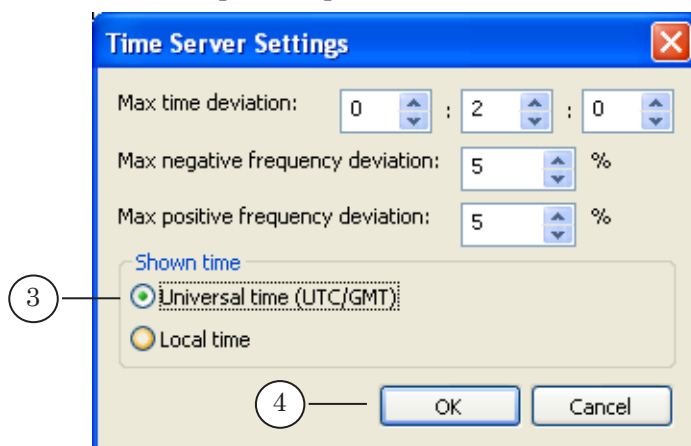 Time Server Settings
Max time deviation: 0 : 2 : 0
Max negative frequency deviation: 5 %
Max positive frequency deviation: 5 %
Shown time
3 Universal time (UTC/GMT)
Local time
4 OK Cancel